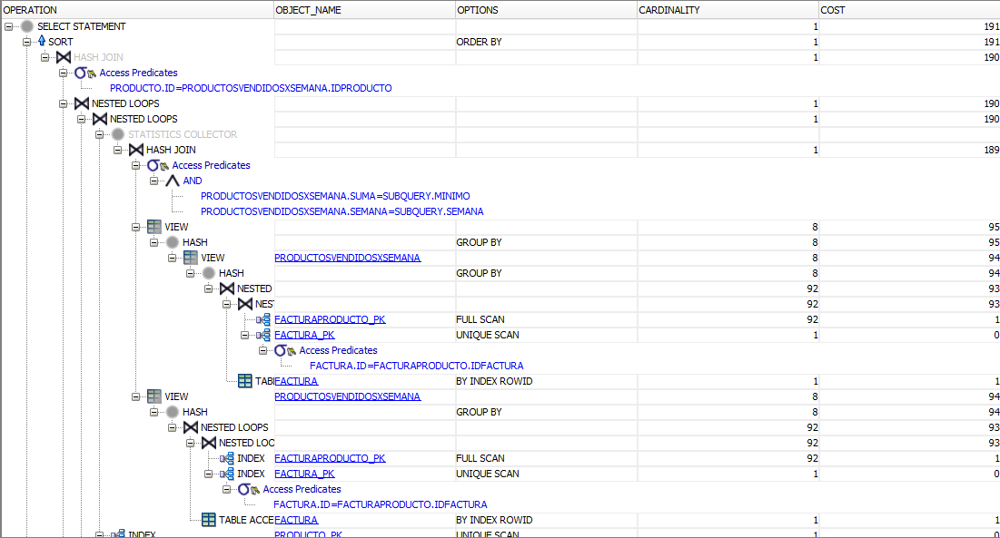 OPERATION OBJECT_NAME OPTIONS CARDINALITY COST
SELECT STATEMENT 1 191
SORT ORDER BY 1 191
HASH JOIN 1 190
Access Predicates
PRODUCTO.ID=PRODUCTOSVENDIDOSXSEMANA.IDPRODUCTO
NESTED LOOPS 1 190
NESTED LOOPS 1 190
STATISTICS COLLECTOR
HASH JOIN 1 189
Access Predicates
AND
PRODUCTOSVENDIDOSXSEMANA.SUMA=SUBQUERY.MINIMO
PRODUCTOSVENDIDOSXSEMANA.SEMANA=SUBQUERY.SEMANA
VIEW 8 95
HASH GROUP BY 8 95
VIEW PRODUCTOSVENDIDOSXSEMANA 8 94
HASH GROUP BY 8 94
NESTED 92 93
NES 92 93
FACTURAPRODUCTO_PK FULL SCAN 92 1
FACTURA_PK UNIQUE SCAN 1 0
Access Predicates
FACTURA.ID=FACTURAPRODUCTO.IDFACTURA
TAB FACTURA BY INDEX ROWID 1 1
VIEW PRODUCTOSVENDIDOSXSEMANA 8 94
HASH GROUP BY 8 94
NESTED LOOPS 92 93
NESTED LOO 92 93
INDEX FACTURAPRODUCTO_PK FULL SCAN 92 1
INDEX FACTURA_PK UNIQUE SCAN 1 0
Access Predicates
FACTURA.ID=FACTURAPRODUCTO.IDFACTURA
TABLE ACCE FACTURA BY INDEX ROWID 1 1
INDEX PRODUCTO_PK UNIQUE SCAN 1 0